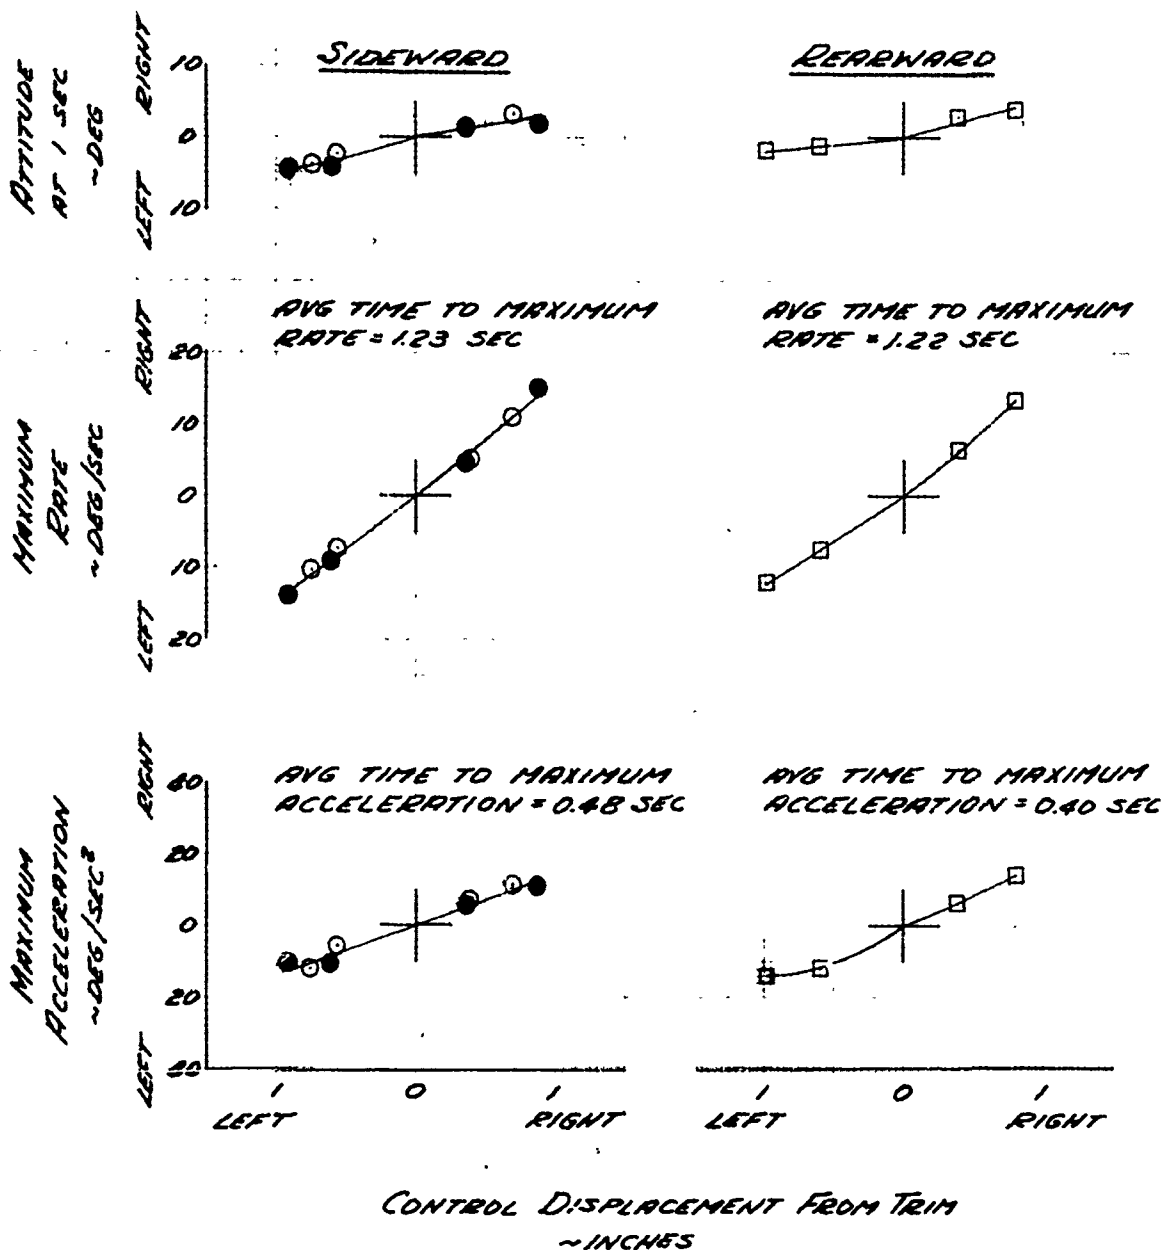 SIDEWARD
REARWARD
ATTITUDE
AT 1 SEC
~DEG
RIGHT
LEFT
10
0
10
AVG TIME TO MAXIMUM
RATE = 1.23 SEC
AVG TIME TO MAXIMUM
RATE = 1.22 SEC
MAXIMUM
RATE
~DEG/SEC
RIGHT
LEFT
20
10
0
10
20
AVG TIME TO MAXIMUM
ACCELERATION = 0.48 SEC
AVG TIME TO MAXIMUM
ACCELERATION = 0.40 SEC
MAXIMUM
ACCELERATION
~DEG/SEC²
RIGHT
LEFT
40
20
0
20
40
1 0 1
LEFT RIGHT
1 0 1
LEFT RIGHT
CONTROL DISPLACEMENT FROM TRIM
~INCHES